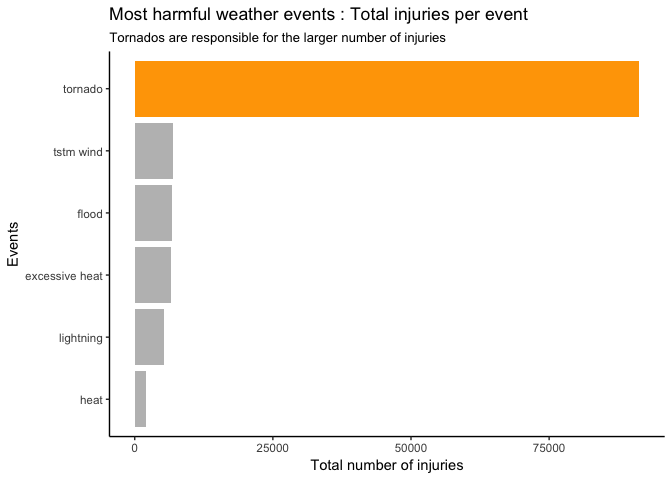 Most harmful weather events : Total injuries per event
Tornados are responsible for the larger number of injuries
tornado
tstm wind
flood
excessive heat
lightning
heat
Events
0 25000 50000 75000
Total number of injuries